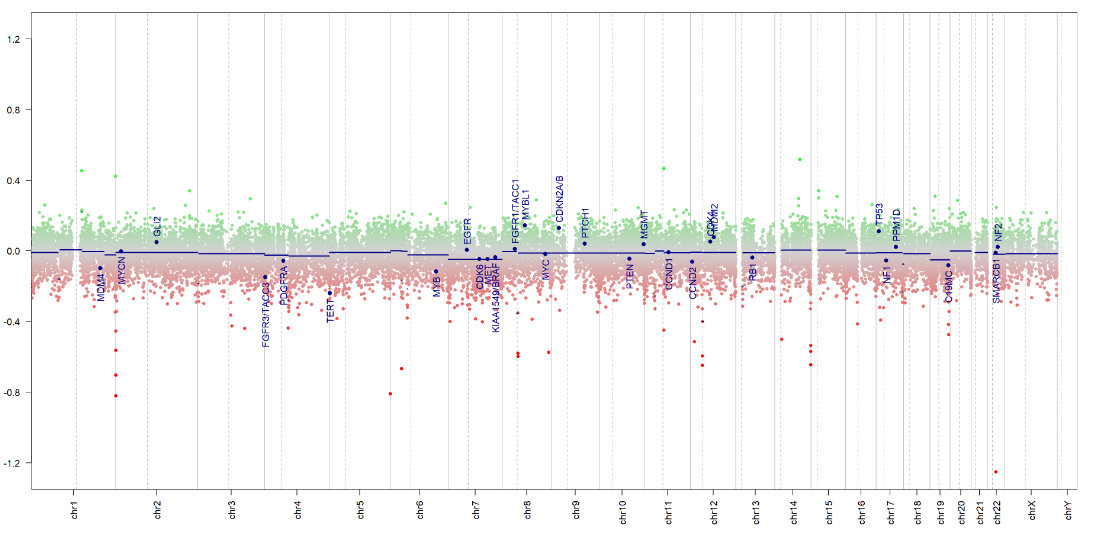 1.2
0.8
0.4
0.0
-0.4
-0.8
-1.2
MDM4
MYCN
GLI2
FGFR3/TACC3
PDGFRA
TERT
MYB
EGFR
CDK6
MET
KIAA1549/BRAF
FGFR1/TACC1
MYBL1
MYC
CDKN2A/B
PTCH1
PTEN
MGMT
CCND1
CCND2
CDK4
MDM2
RB1
TP53
NF1
PPM1D
C19MC
SMARCB1
NF2
chr1
chr2
chr3
chr4
chr5
chr6
chr7
chr8
chr9
chr10
chr11
chr12
chr13
chr14
chr15
chr16
chr17
chr18
chr19
chr20
chr21
chr22
chrX
chrY